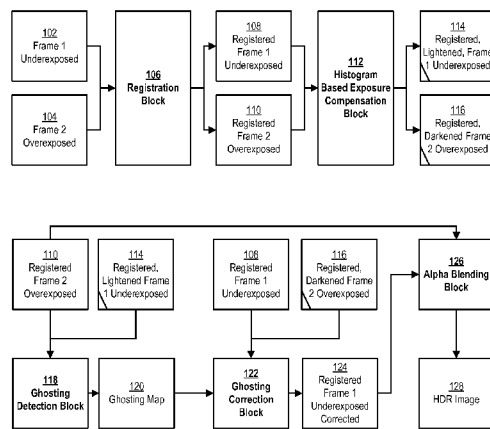 102
Frame 1
Underexposed
104
Frame 2
Overexposed
106
Registration
Block
108
Registered
Frame 1
Underexposed
110
Registered
Frame 2
Overexposed
112
Histogram
Based Exposure
Compensation
Block
114
Registered,
Lightened, Frame
1 Underexposed
116
Registered,
Darkened Frame
2 Overexposed
110
Registered
Frame 2
Overexposed
114
Registered,
Lightened Frame
1 Underexposed
108
Registered
Frame 1
Underexposed
116
Registered,
Darkened Frame
2 Overexposed
126
Alpha Blending
Block
118
Ghosting
Detection Block
120
Ghosting Map
122
Ghosting
Correction
Block
124
Registered
Frame 1
Underexposed
Corrected
128
HDR Image